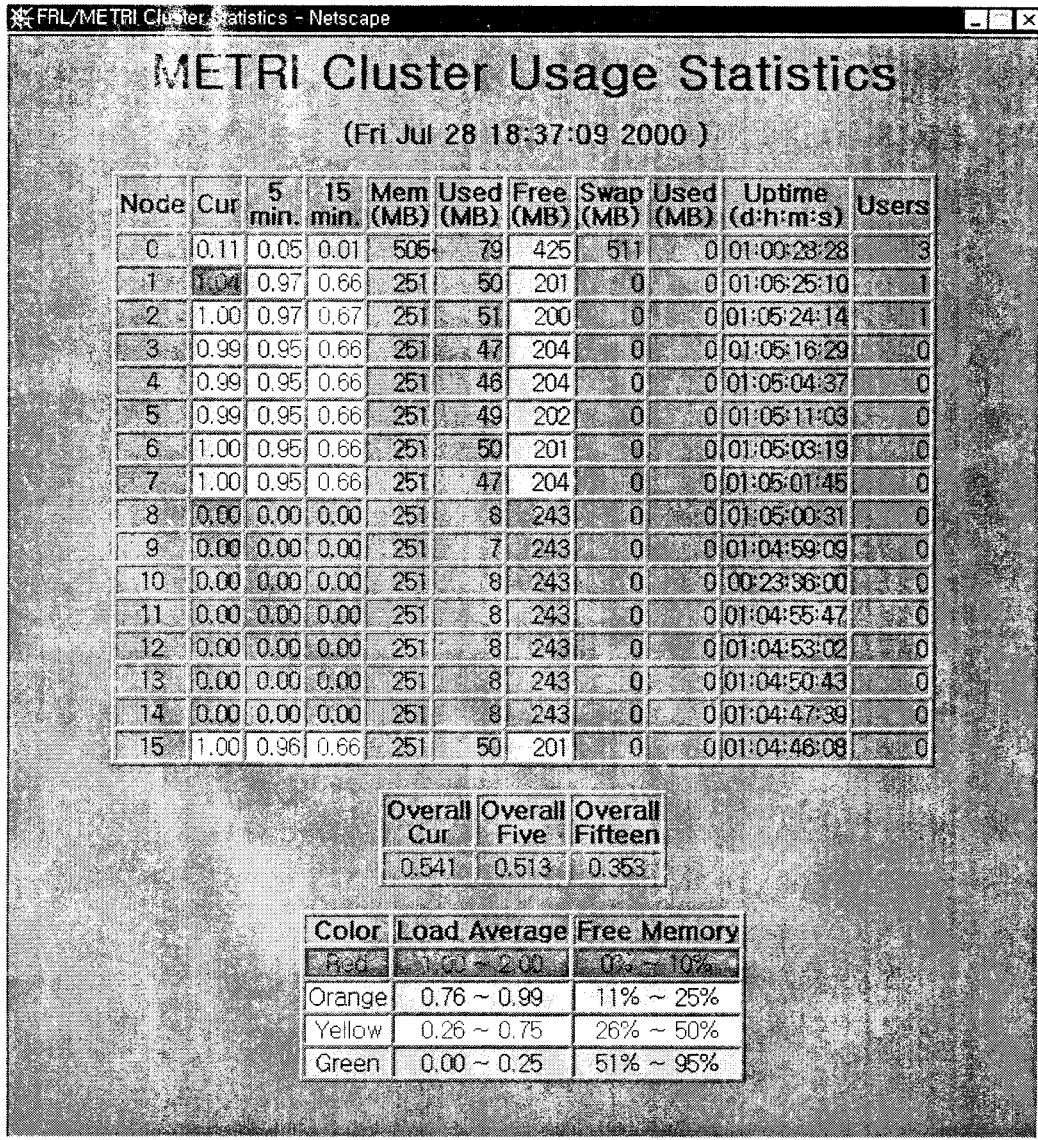 FRL/METRI Cluster Statistics - Netscape
METRI Cluster Usage Statistics
(Fri Jul 28 18:37:09 2000 )
Node Cur 5 min. 15 min. Mem (MB) Used (MB) Free (MB) Swap (MB) Used (MB) Uptime (d:h:m:s) Users
0 0.11 0.05 0.01 505 79 425 511 0 01:00:28:28 3
1 1.04 0.97 0.66 251 50 201 0 0 01:06:25:10 1
2 1.00 0.97 0.67 251 51 200 0 0 01:05:24:14 1
3 0.99 0.95 0.66 251 47 204 0 0 01:05:16:29 0
4 0.99 0.95 0.66 251 46 204 0 0 01:05:04:37 0
5 0.99 0.95 0.66 251 49 202 0 0 01:05:11:03 0
6 1.00 0.95 0.66 251 50 201 0 0 01:05:03:19 0
7 1.00 0.95 0.66 251 47 204 0 0 01:05:01:45 0
8 0.00 0.00 0.00 251 8 243 0 0 01:05:00:31 0
9 0.00 0.00 0.00 251 7 243 0 0 01:04:59:09 0
10 0.00 0.00 0.00 251 8 243 0 0 00:23:36:00 0
11 0.00 0.00 0.00 251 8 243 0 0 01:04:55:47 0
12 0.00 0.00 0.00 251 8 243 0 0 01:04:53:02 0
13 0.00 0.00 0.00 251 8 243 0 0 01:04:50:43 0
14 0.00 0.00 0.00 251 8 243 0 0 01:04:47:39 0
15 1.00 0.96 0.66 251 50 201 0 0 01:04:46:08 0
Overall Cur Overall Five Overall Fifteen
0.541 0.513 0.353
Color Load Average Free Memory
Red 1.00 ~ 2.00 0% ~ 10%
Orange 0.76 ~ 0.99 11% ~ 25%
Yellow 0.26 ~ 0.75 26% ~ 50%
Green 0.00 ~ 0.25 51% ~ 95%